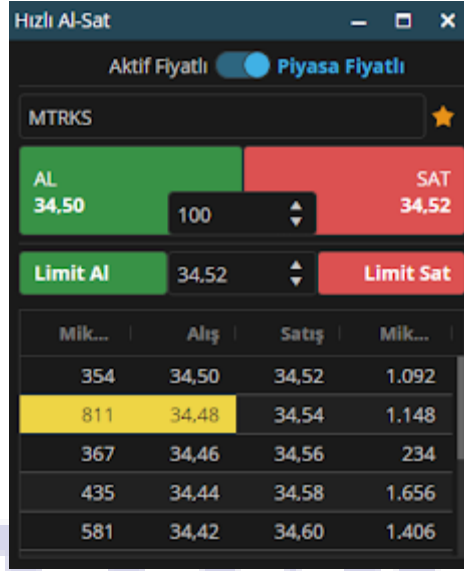 Hızlı Al-Sat
Aktif Fiyatlı Piyasa Fiyatlı
MTRKS
AL SAT
34,50 34,52
100
Limit Al 34,52 Limit Sat
Mik... Alış Satış Mik...
354 34,50 34,52 1.092
811 34,48 34,54 1.148
367 34,46 34,56 234
435 34,44 34,58 1.656
581 34,42 34,60 1.406